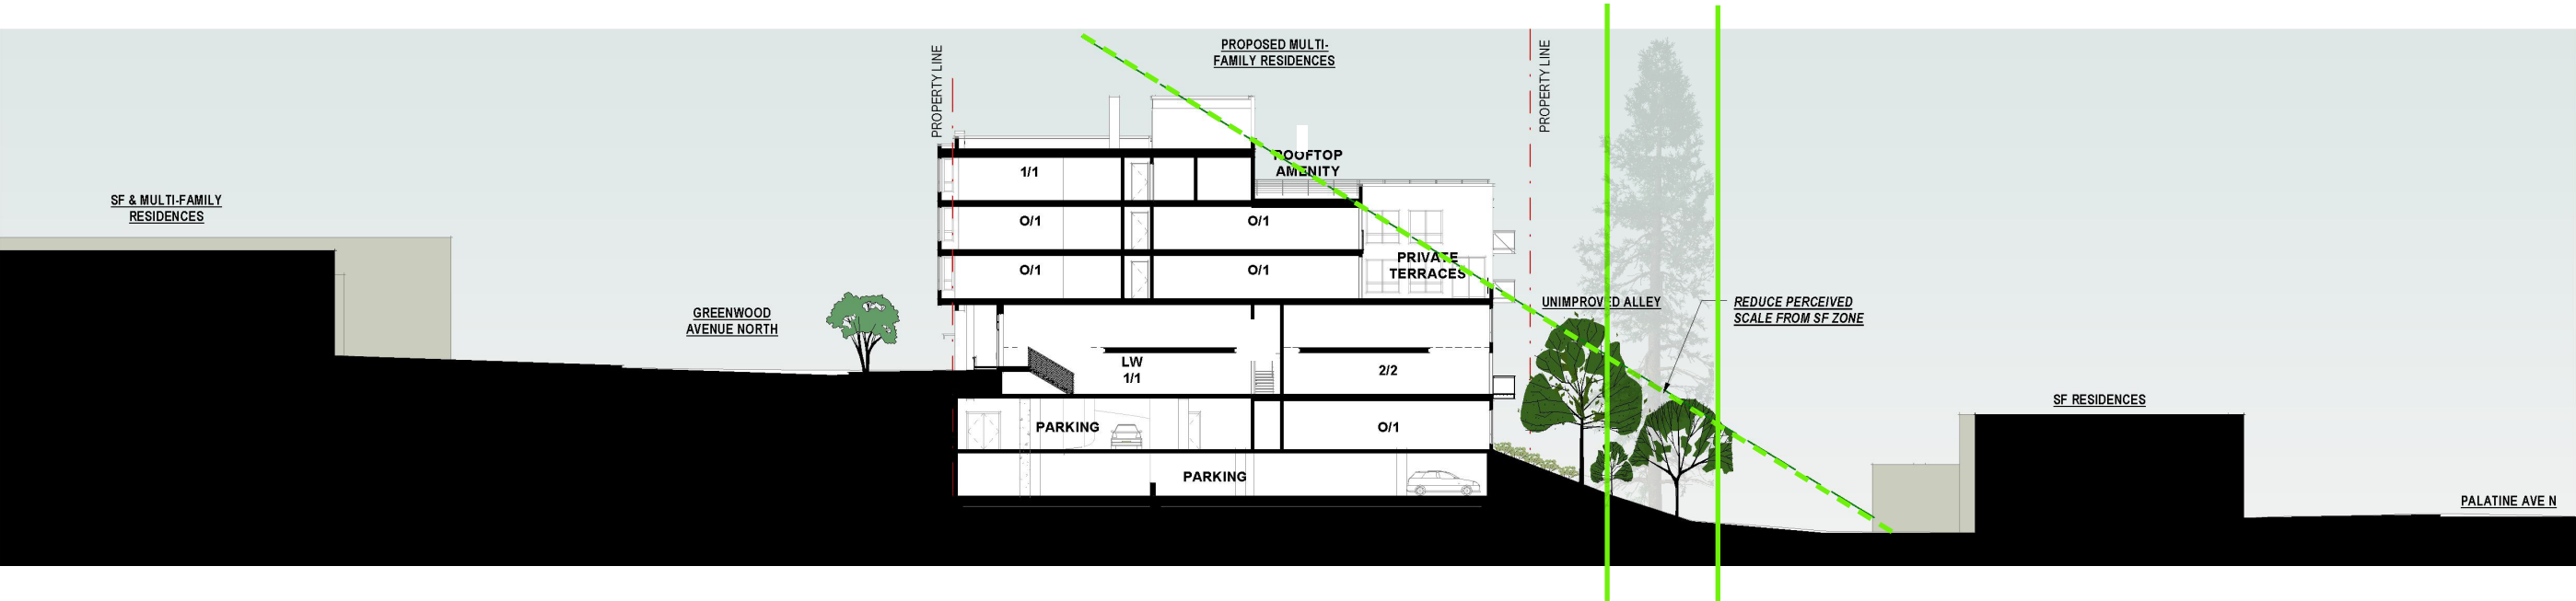 PROPERTY LINE
PROPOSED MULTI-
FAMILY RESIDENCES
PROPERTY LINE
ROOFTOP
AMENITY
1/1
SF & MULTI-FAMILY
RESIDENCES
O/1
O/1
PRIVATE
TERRACES
O/1
O/1
GREENWOOD
AVENUE NORTH
UNIMPROVED ALLEY
REDUCE PERCEIVED
SCALE FROM SF ZONE
LW
1/1
2/2
SF RESIDENCES
PARKING
O/1
PARKING
PALATINE AVE N